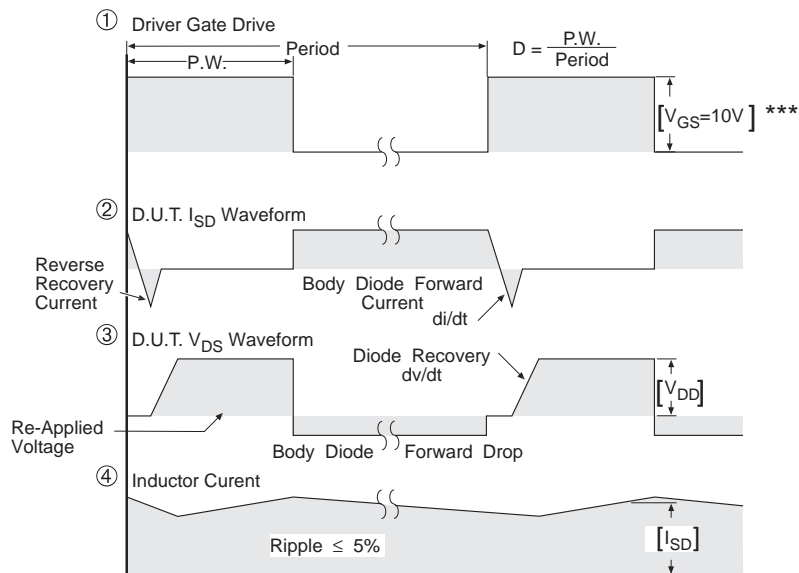 ① Driver Gate Drive
Period
P.W.
D = P.W. / Period
[VGS=10V] ***
② D.U.T. ISD Waveform
Reverse
Recovery
Current
Body Diode Forward
Current
di/dt
③ D.U.T. VDS Waveform
Diode Recovery
dv/dt
[VDD]
Re-Applied
Voltage
Body Diode Forward Drop
④ Inductor Curent
Ripple ≤ 5%
[ISD]